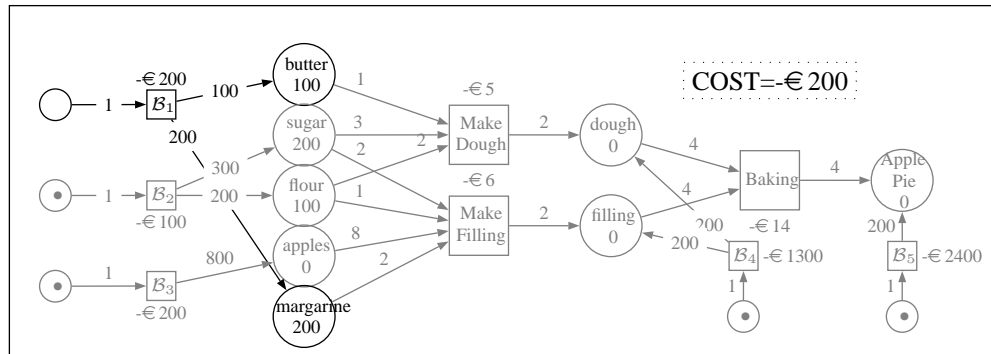 -€ 200
butter
100
1
-€ 5
COST=-€ 200
1
B₁
100
200
sugar
200
3
2
2
Make
Dough
2
dough
0
4
300
-€ 6
1
B₂
200
flour
100
1
Make
Filling
2
filling
0
4
Baking
4
Apple
Pie
0
-€ 100
200
200
-€ 14
200
apples
0
8
2
1
B₃
800
-€ 200
B₄
-€ 1300
B₅
-€ 2400
margarine
200
1
1